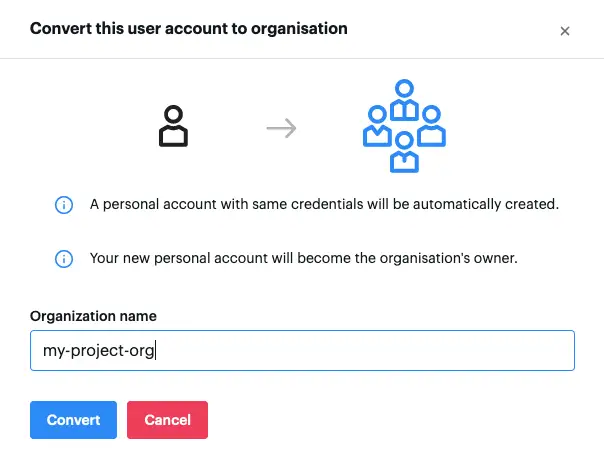 Convert this user account to organisation
A personal account with same credentials will be automatically created.
Your new personal account will become the organisation's owner.
Organization name
my-project-org
Convert Cancel